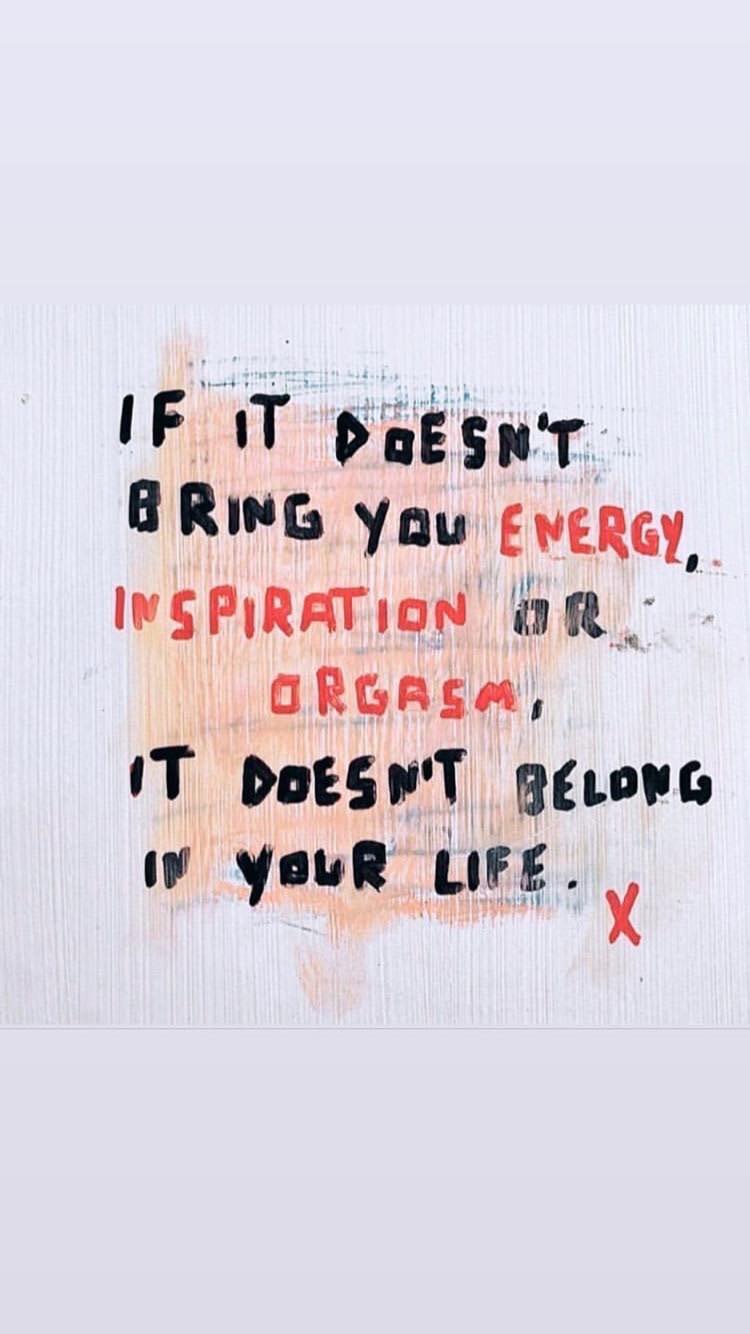 IF IT DOESN'T
BRING YOU ENERGY,
INSPIRATION OR
ORGASM,
IT DOESN'T BELONG
IN YOUR LIFE.
X